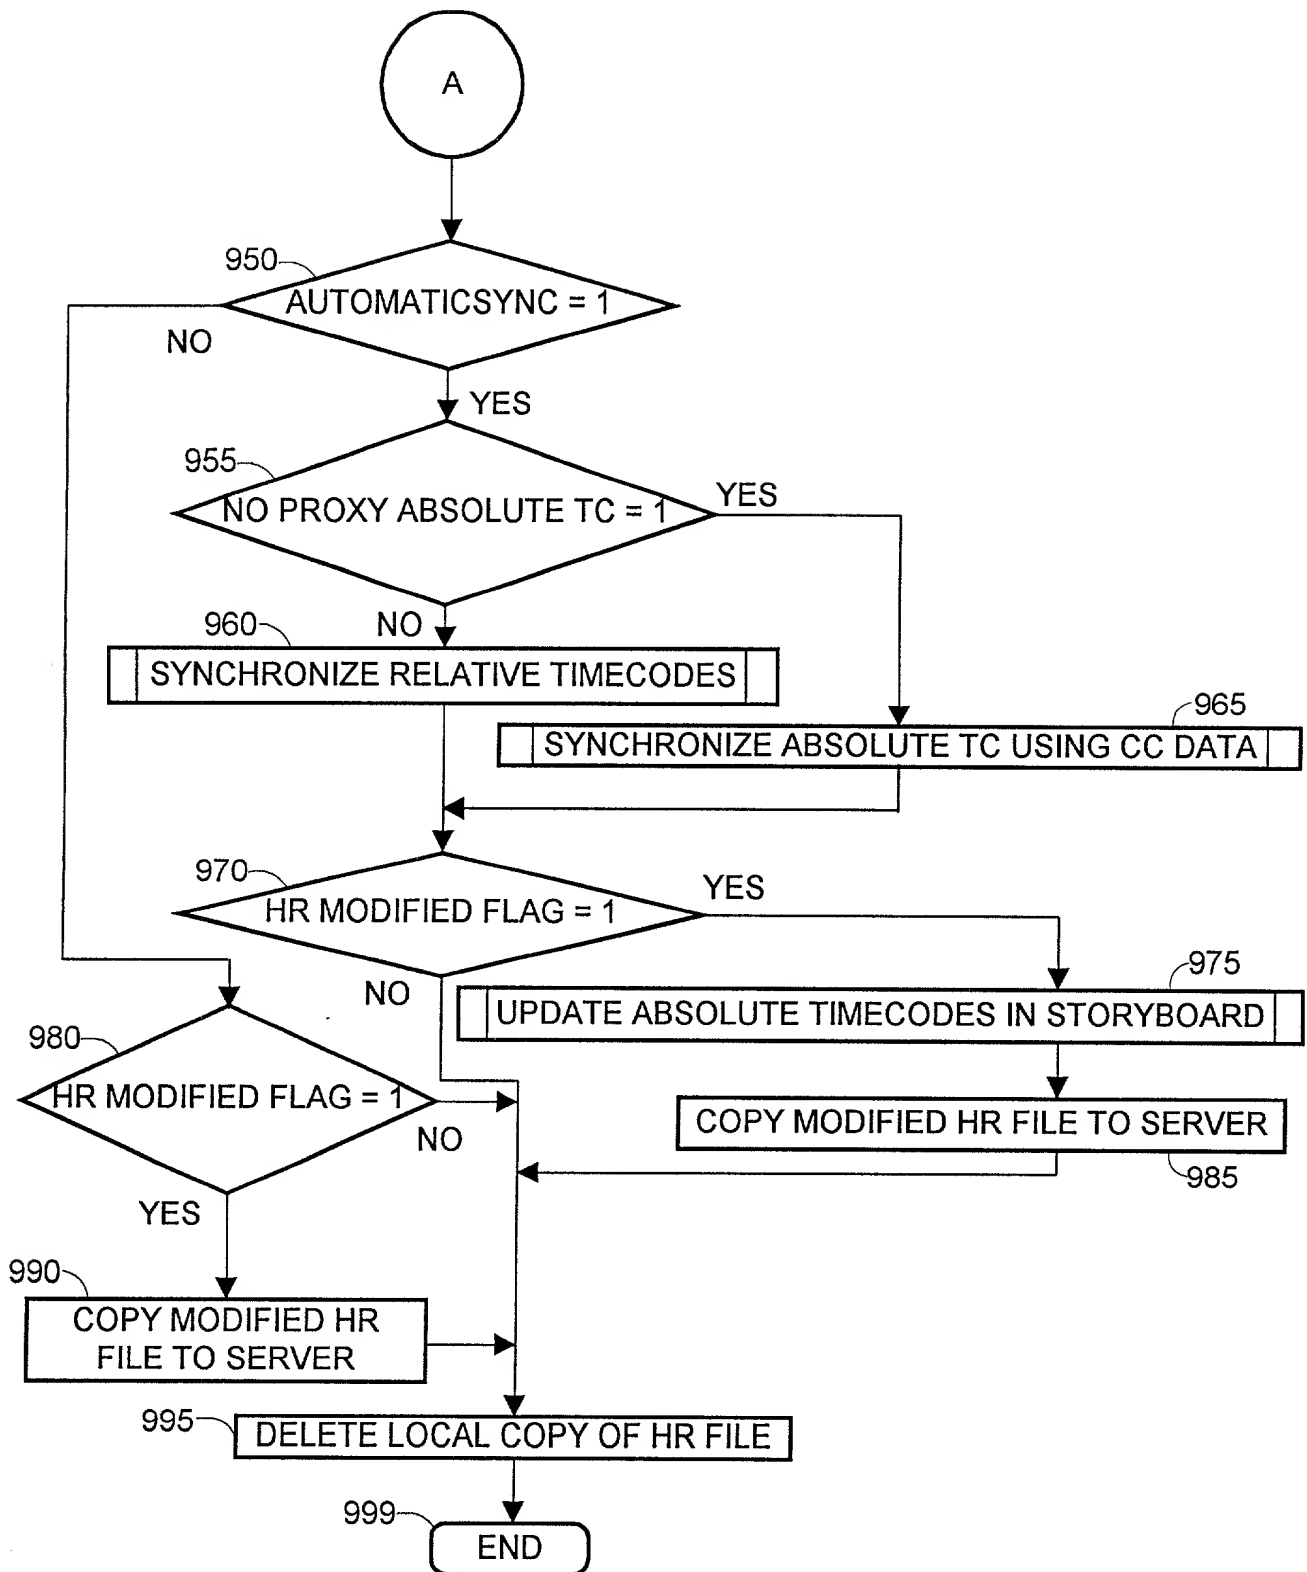 A
950
AUTOMATICSYNC = 1
NO
YES
955
NO PROXY ABSOLUTE TC = 1
YES
NO
960
SYNCHRONIZE RELATIVE TIMECODES
965
SYNCHRONIZE ABSOLUTE TC USING CC DATA
970
HR MODIFIED FLAG = 1
YES
NO
975
UPDATE ABSOLUTE TIMECODES IN STORYBOARD
980
HR MODIFIED FLAG = 1
NO
YES
COPY MODIFIED HR FILE TO SERVER
985
990
COPY MODIFIED HR
FILE TO SERVER
995
DELETE LOCAL COPY OF HR FILE
999
END